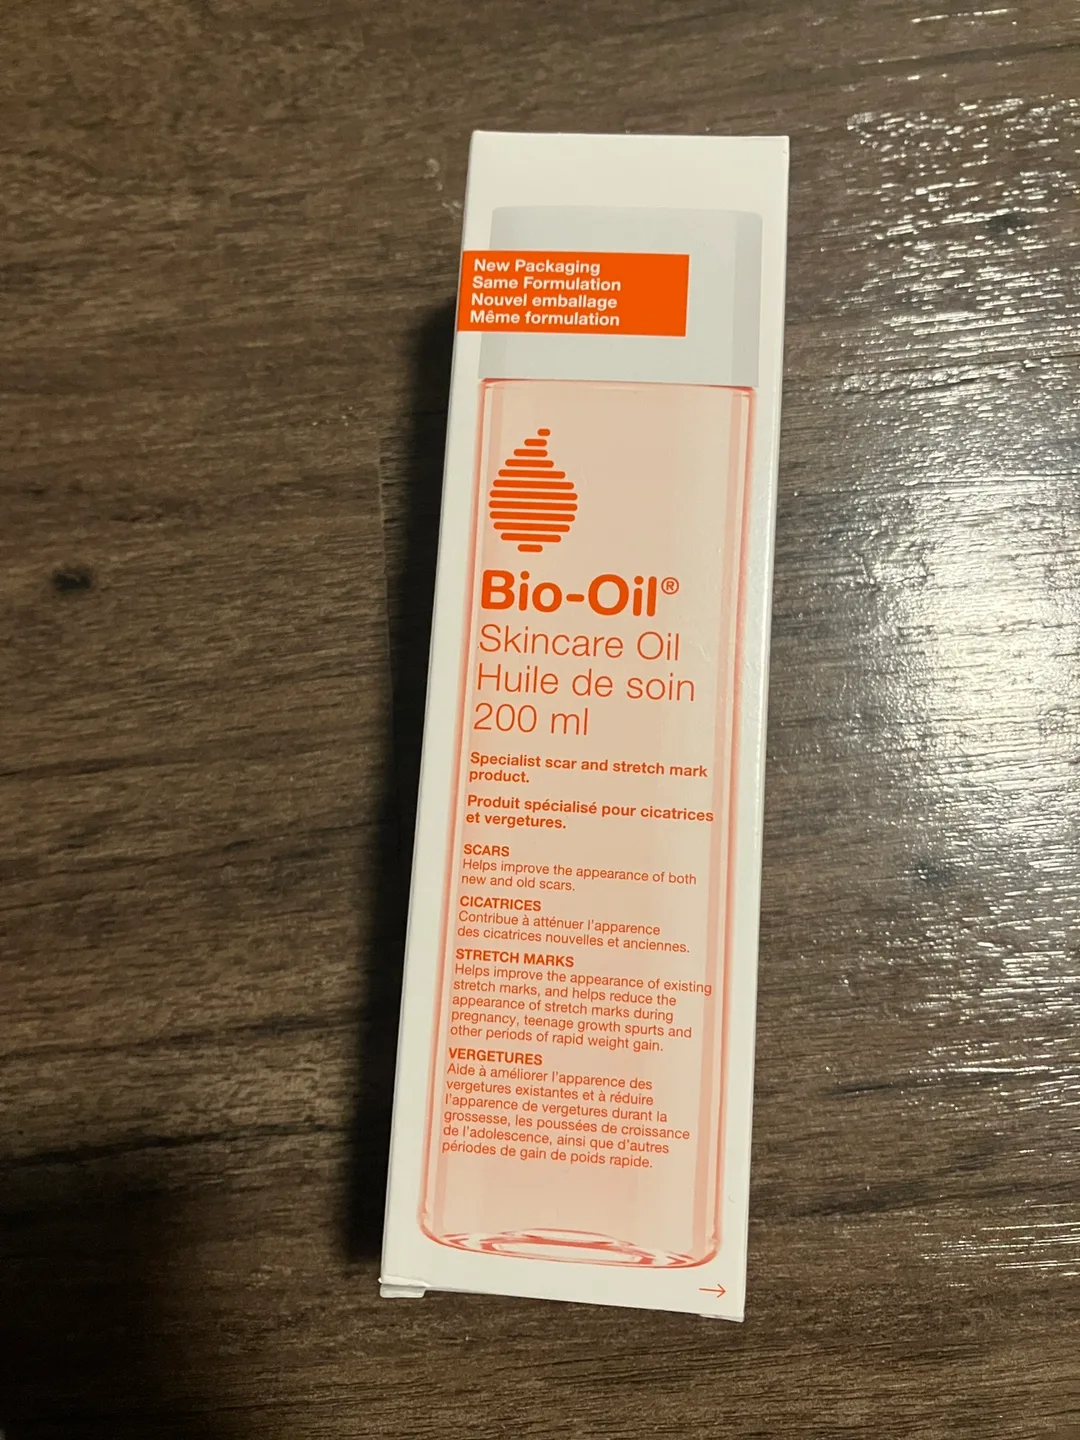 New Packaging
Same Formulation
Nouvel emballage
Même formulation
Bio-Oil®
Skincare Oil
Huile de soin
200 ml
Specialist scar and stretch mark
product.
Produit spécialisé pour cicatrices
et vergetures.
SCARS
Helps improve the appearance of both
new and old scars.
CICATRICES
Contribue à atténuer l'apparence
des cicatrices nouvelles et anciennes.
STRETCH MARKS
Helps improve the appearance of existing
stretch marks, and helps reduce the
appearance of stretch marks during
pregnancy, teenage growth spurts and
other periods of rapid weight gain.
VERGETURES
Aide à améliorer l'apparence des
vergetures existantes et à réduire
l'apparence de vergetures durant la
grossesse, les poussées de croissance
de l'adolescence, ainsi que d'autres
périodes de gain de poids rapide.